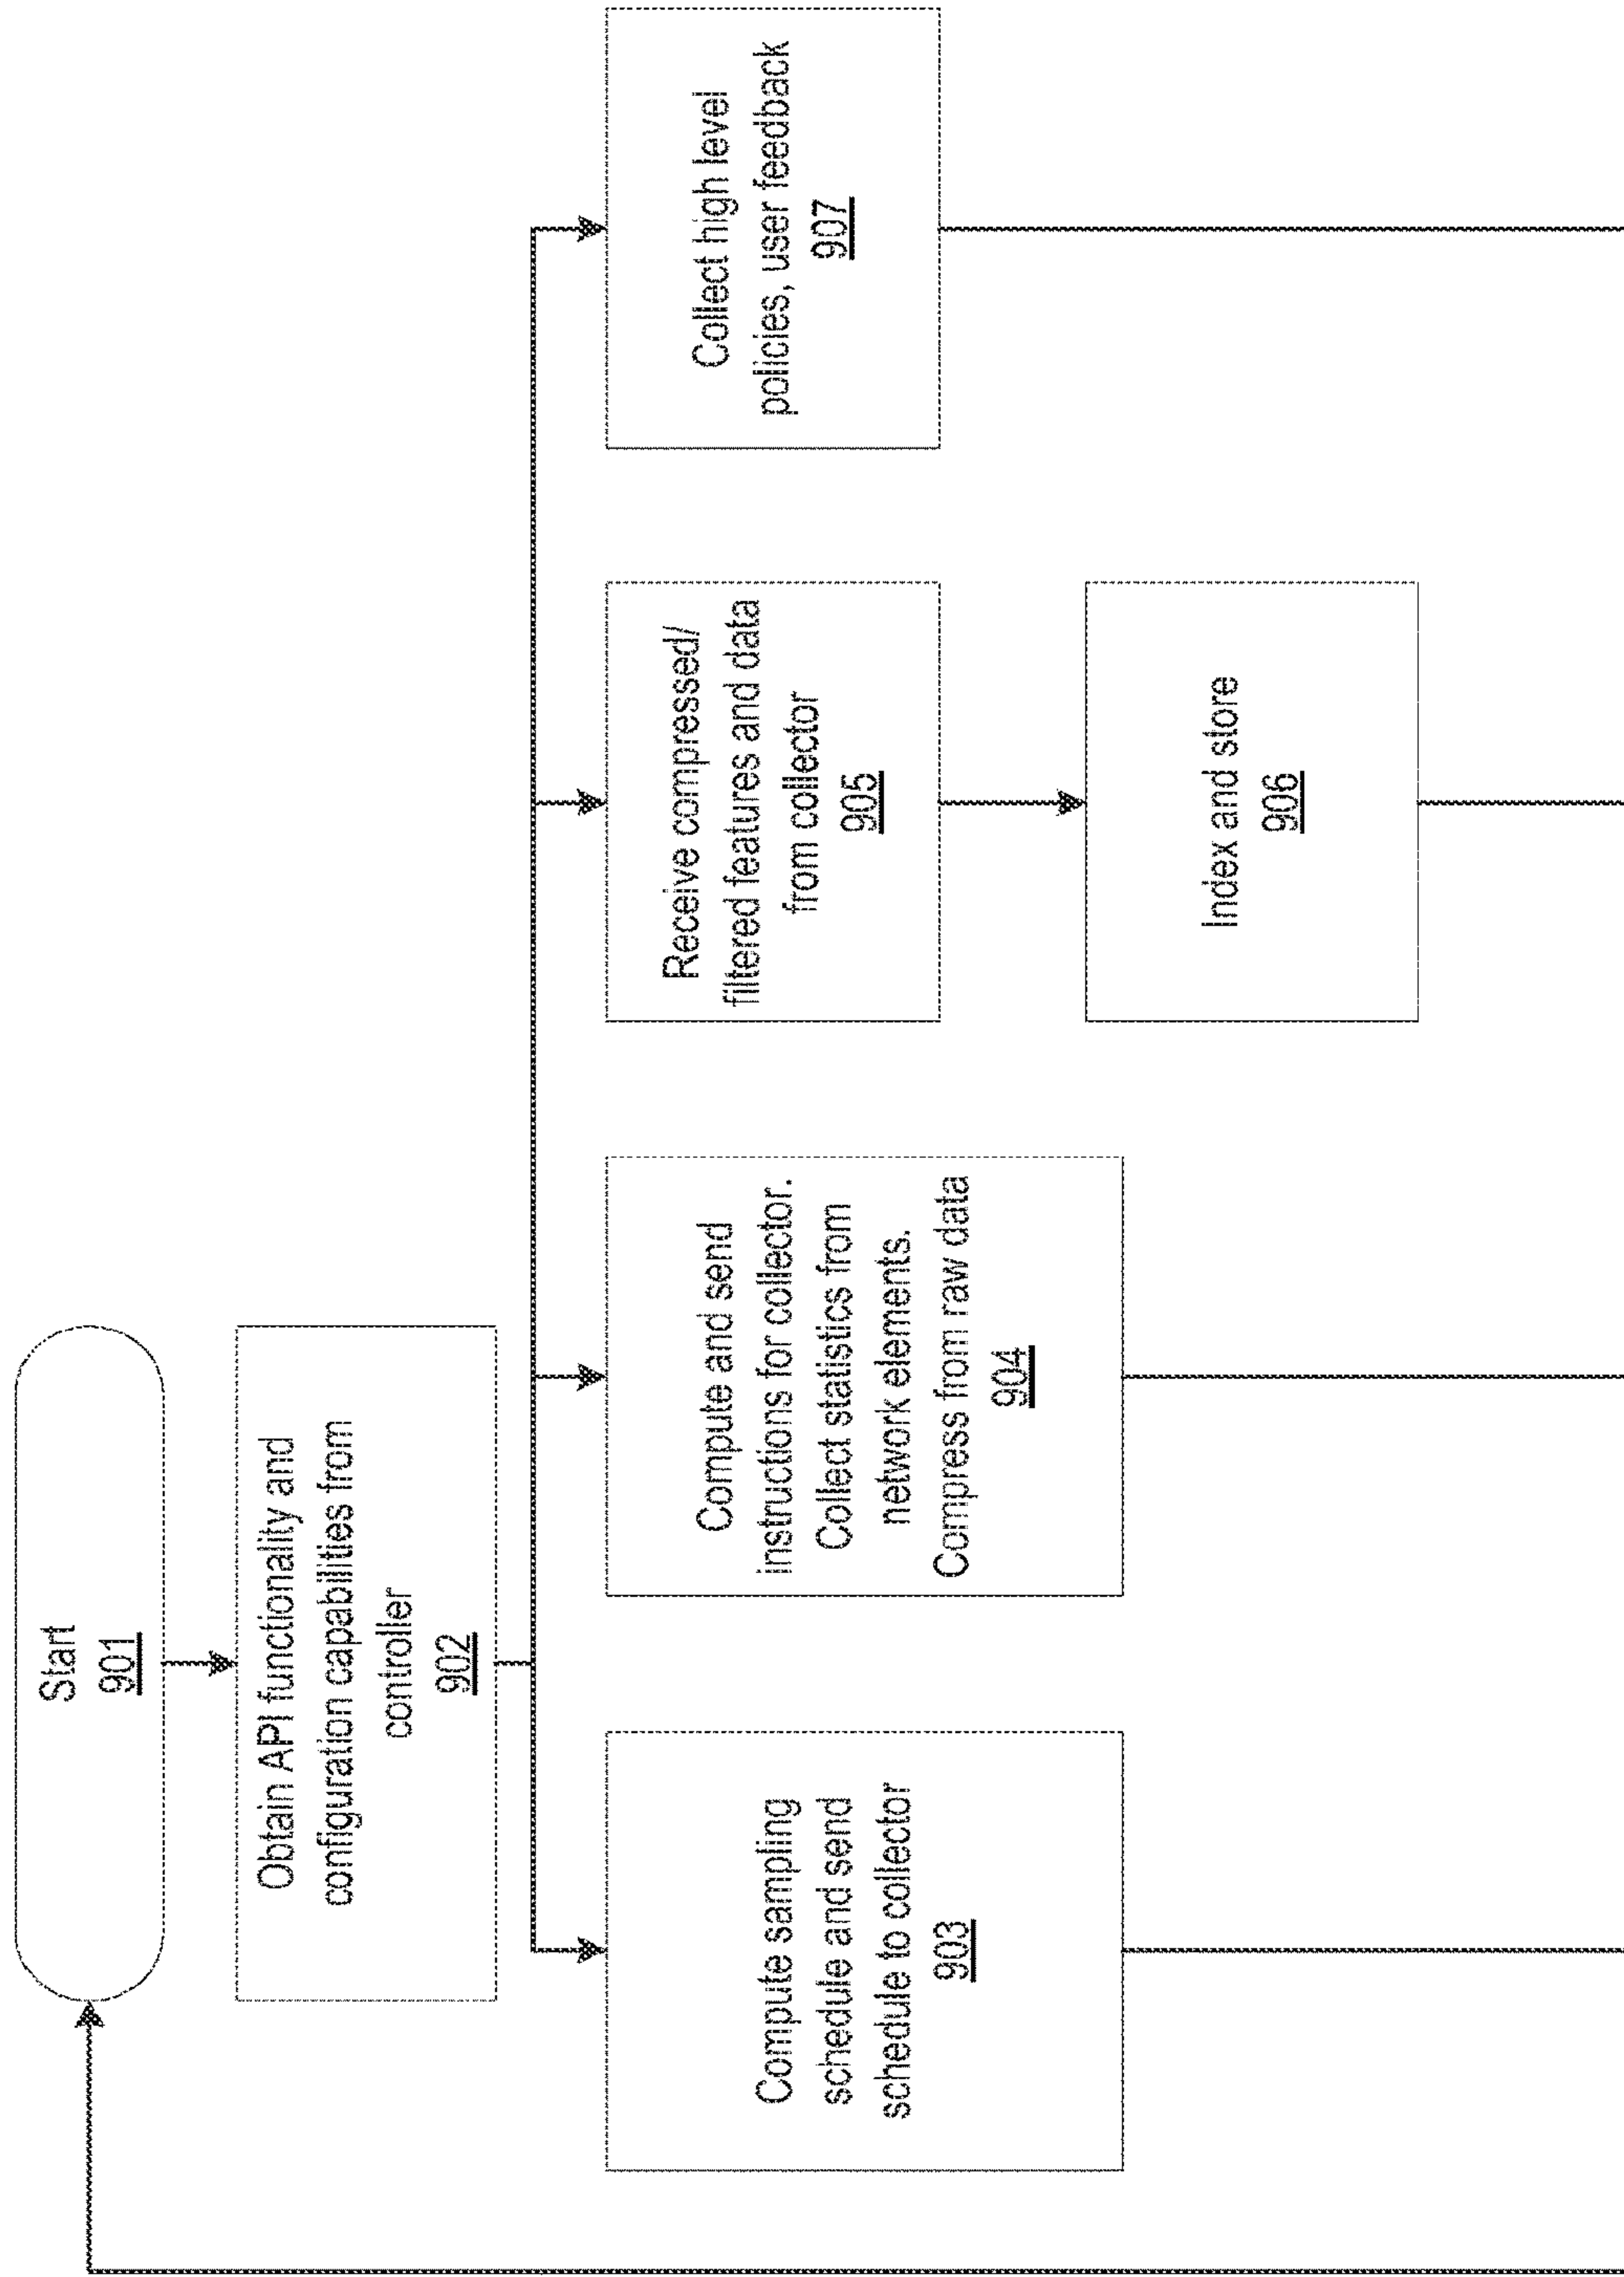 Start
901
Obtain API functionality and
configuration capabilities from
controller
902
Compute sampling
schedule and send
schedule to collector
903
Compute and send
instructions for collector.
Collect statistics from
network elements.
Compress from raw data
904
Receive compressed/
filtered features and data
from collector
905
Index and store
906
Collect high level
policies, user feedback
907